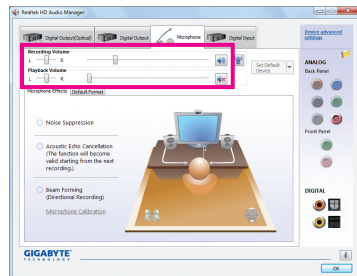 Realtek HD Audio Manager
Device advanced settings
Digital Output(Optical)
Digital Output
Microphone
Digital Input
Recording Volume
L
R
Set Default Device
Playback Volume
L
R
Microphone Effects
Default Format
Noise Suppression
Acoustic Echo Cancellation
(The function will become
valid starting from the next
recording.)
Beam Forming
(Directional Recording)
Microphone Calibration
ANALOG
Back Panel
Front Panel
DIGITAL
GIGABYTE
TECHNOLOGY
OK